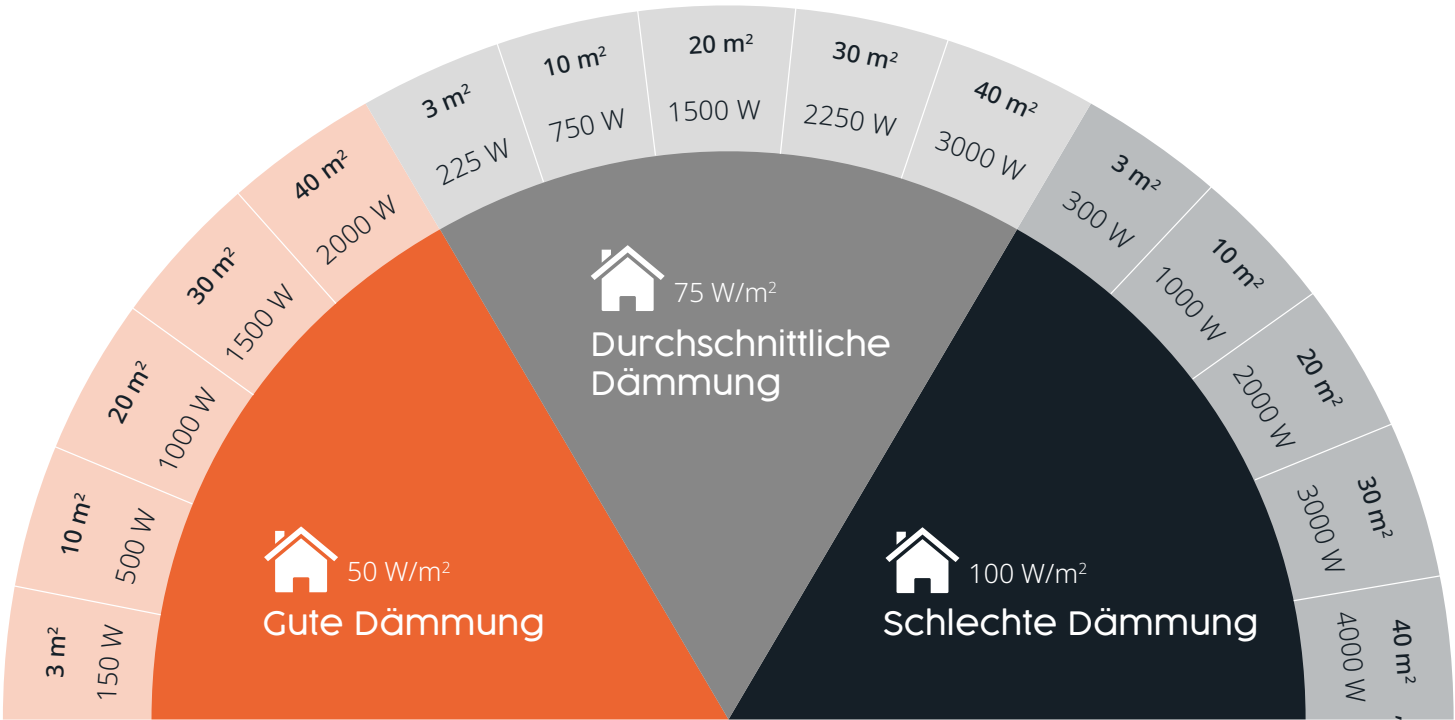 3 m²
150 W
10 m²
500 W
20 m²
1000 W
30 m²
1500 W
40 m²
2000 W
3 m²
225 W
10 m²
750 W
20 m²
1500 W
30 m²
2250 W
40 m²
3000 W
3 m²
300 W
10 m²
1000 W
20 m²
2000 W
30 m²
3000 W
40 m²
4000 W
75 W/m²
Durchschnittliche
Dämmung
50 W/m²
Gute Dämmung
100 W/m²
Schlechte Dämmung